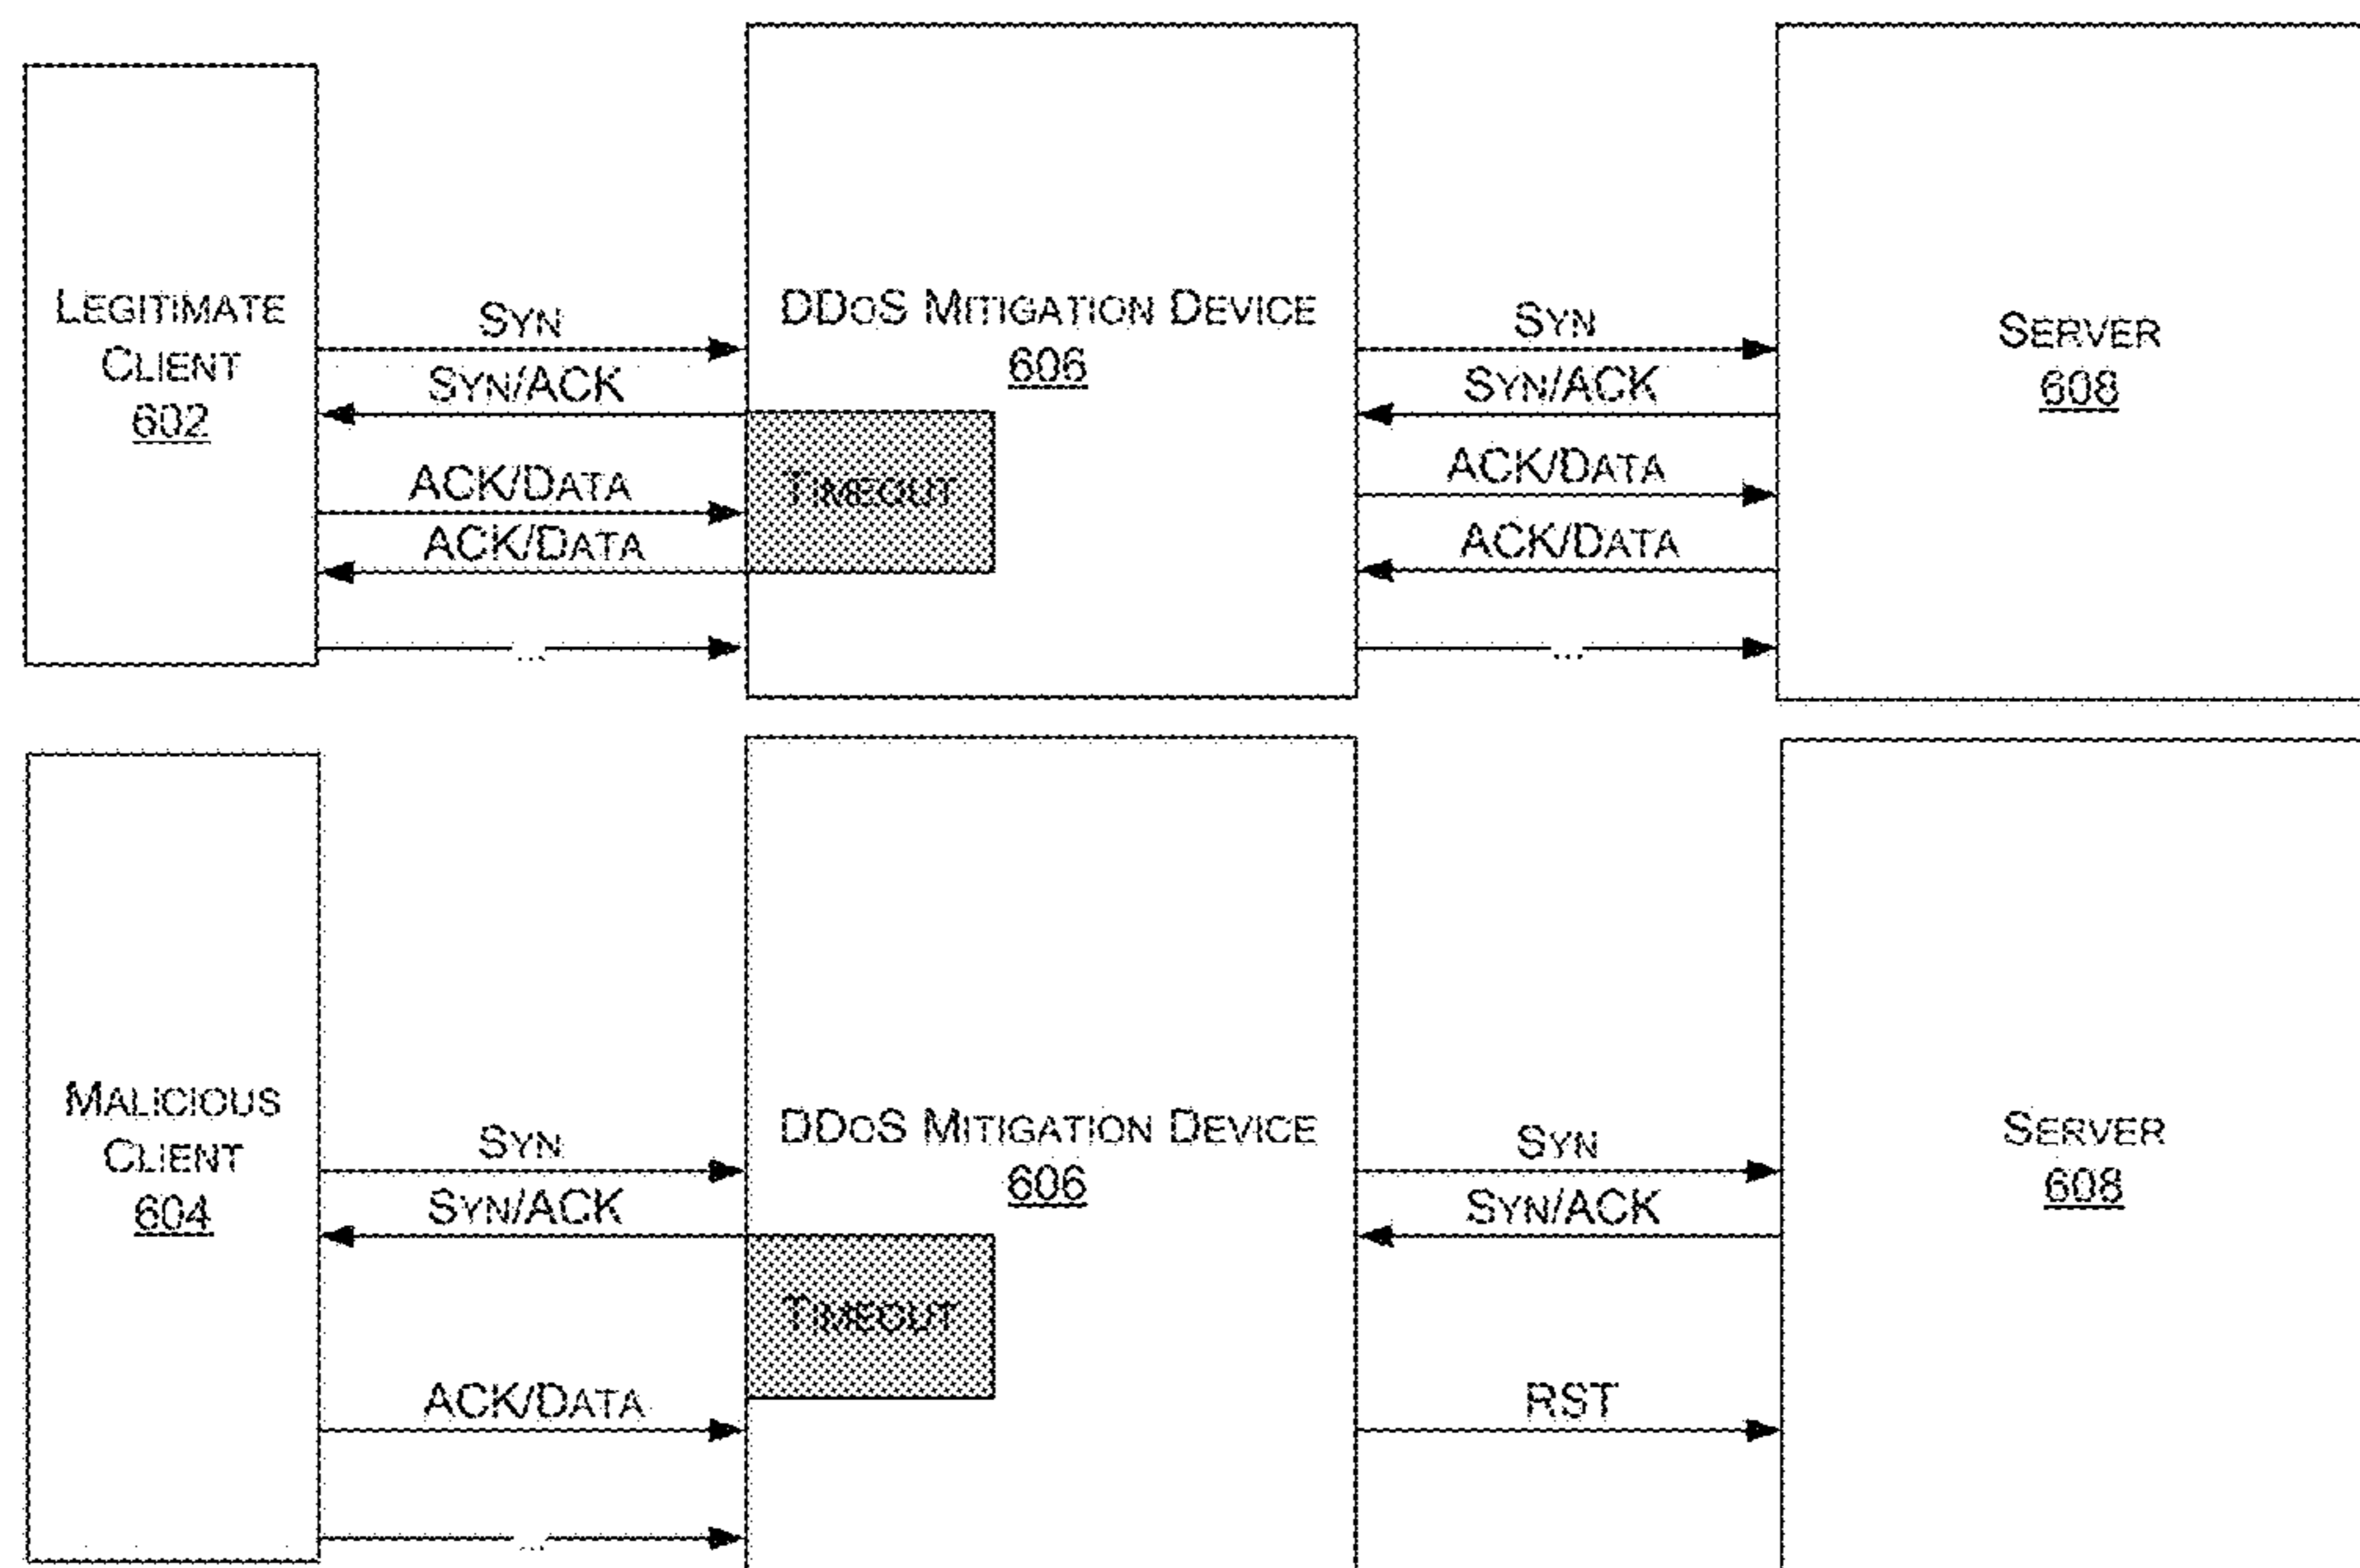 LEGITIMATE
CLIENT
602
SYN
SYN/ACK
ACK/DATA
ACK/DATA
...
DDOS MITIGATION DEVICE
606
TIMEOUT
SYN
SYN/ACK
ACK/DATA
ACK/DATA
...
SERVER
608
MALICIOUS
CLIENT
604
SYN
SYN/ACK
ACK/DATA
...
DDOS MITIGATION DEVICE
606
TIMEOUT
SYN
SYN/ACK
RST
SERVER
608